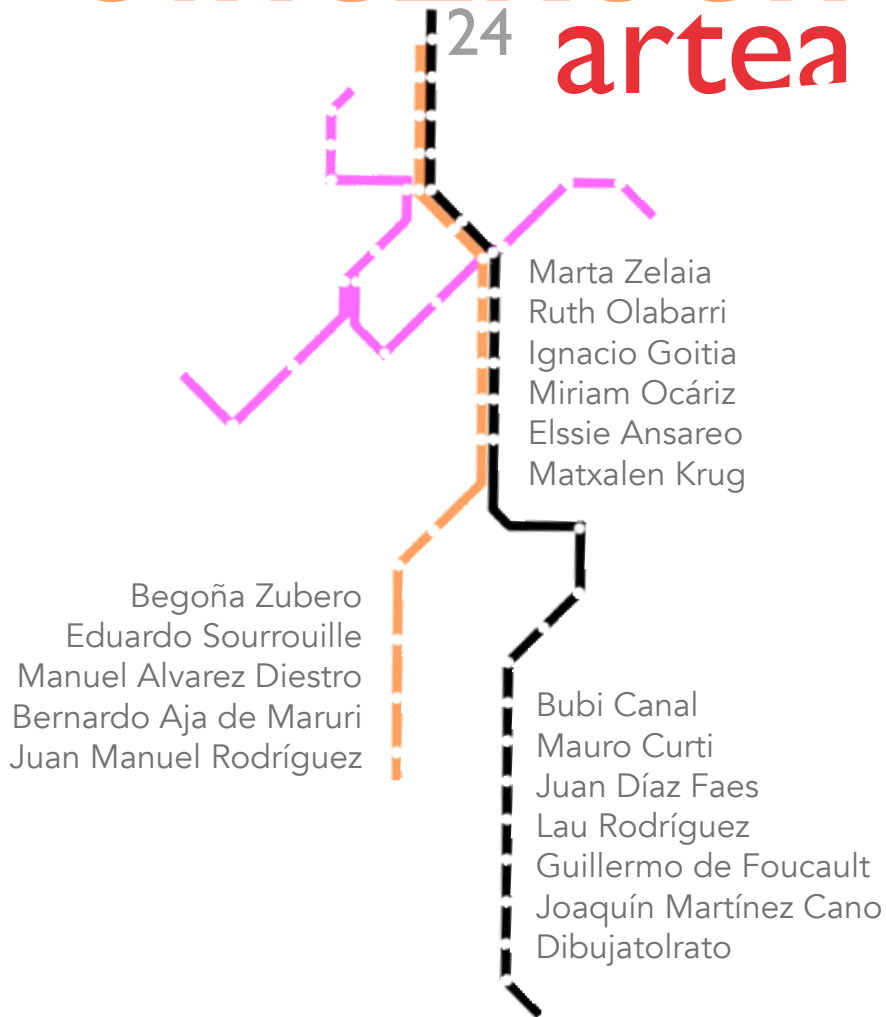 24
artea
Marta Zelaia
Ruth Olabarri
Ignacio Goitia
Miriam Ocáriz
Elssie Ansareo
Matxalen Krug
Begoña Zubero
Eduardo Sourrouille
Manuel Alvarez Diestro
Bernardo Aja de Maruri
Juan Manuel Rodríguez
Bubi Canal
Mauro Curti
Juan Díaz Faes
Lau Rodríguez
Guillermo de Foucault
Joaquín Martínez Cano
Dibujatolrato